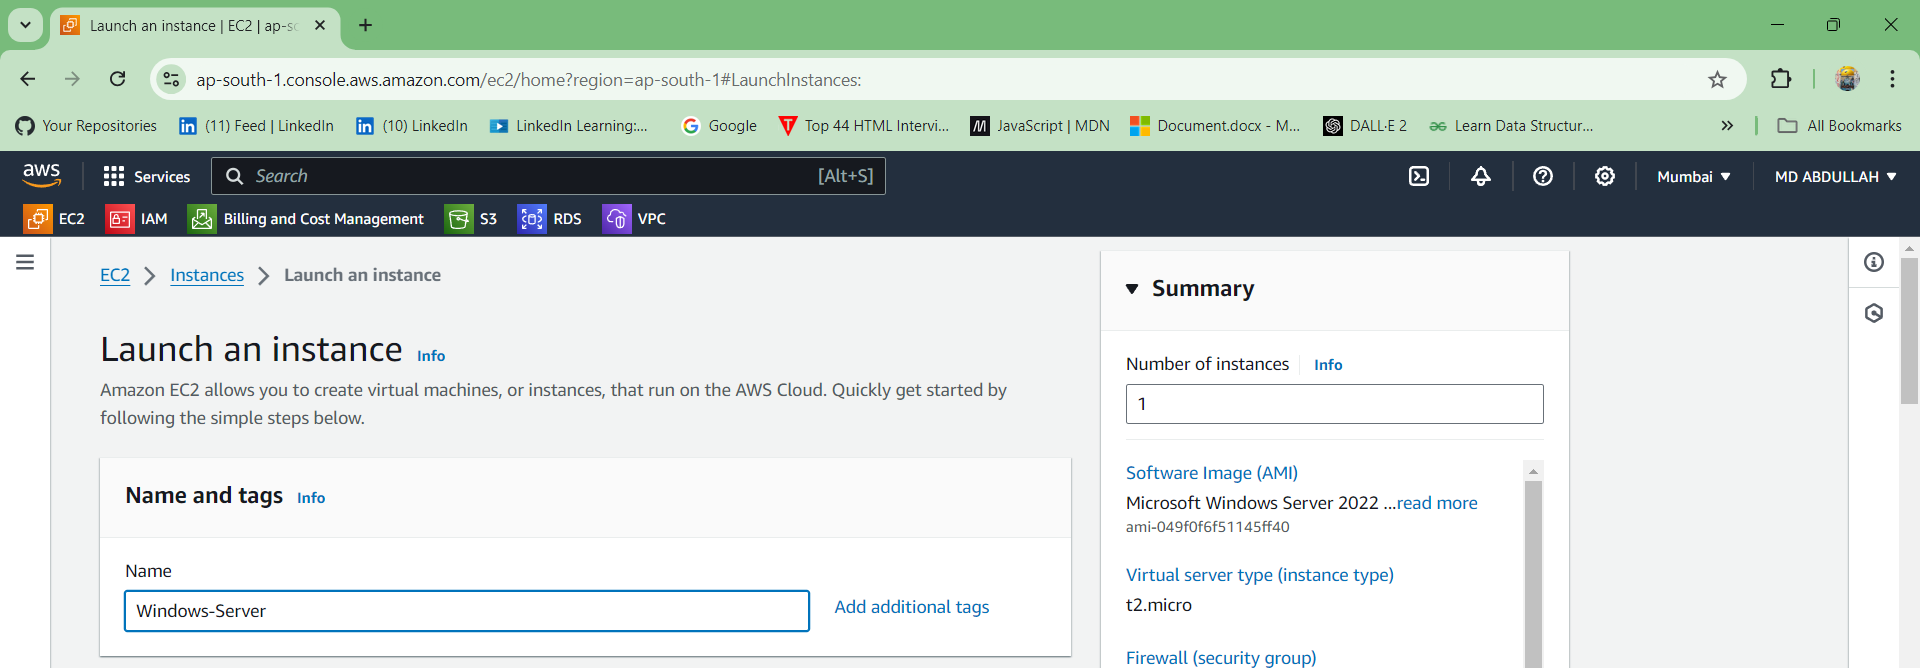 Launch an instance | EC2 | ap-sc
ap-south-1.console.aws.amazon.com/ec2/home?region=ap-south-1#LaunchInstances:
Your Repositories (11) Feed | LinkedIn (10) LinkedIn LinkedIn Learning:... Google Top 44 HTML Intervi... JavaScript | MDN Document.docx - M... DALL·E 2 Learn Data Structur... » All Bookmarks
aws Services Search [Alt+S] Mumbai MD ABDULLAH
EC2 IAM Billing and Cost Management S3 RDS VPC
EC2 Instances Launch an instance
Launch an instance Info
Amazon EC2 allows you to create virtual machines, or instances, that run on the AWS Cloud. Quickly get started by
following the simple steps below.
Name and tags Info
Name
Windows-Server Add additional tags
Summary
Number of instances Info
1
Software Image (AMI)
Microsoft Windows Server 2022 ...read more
ami-049f0f6f51145ff40
Virtual server type (instance type)
t2.micro
Firewall (security group)